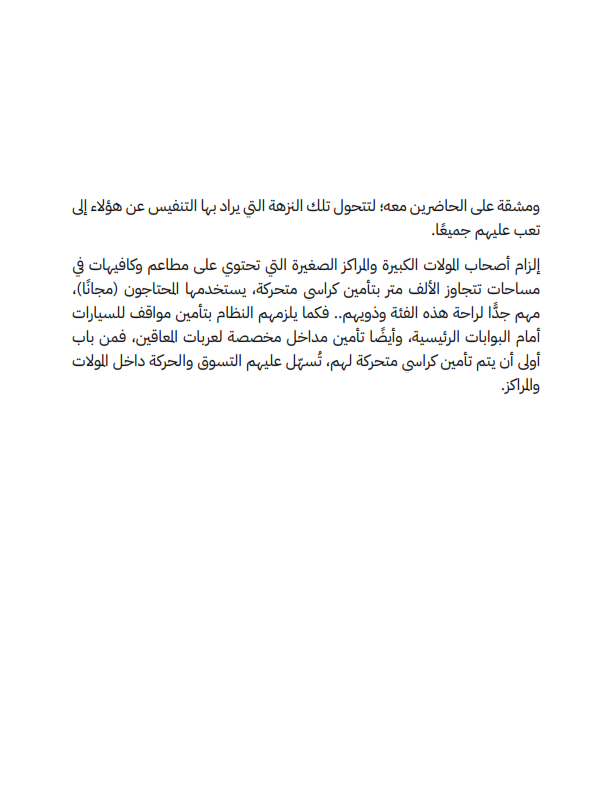 ومشقة على الحاضرين معه؛ لتتحول تلك النزهة التي يراد بها التنفيس عن هؤلاء إلى
تعب عليهم جميعًا.
إلزام أصحاب المولات الكبيرة والمراكز الصغيرة التي تحتوي على مطاعم وكافيهات في
مساحات تتجاوز الألف متر بتأمين كراسي متحركة، يستخدمها المحتاجون (مجانًا)،
مهم جدًّا لراحة هذه الفئة وذويهم.. فكما يلزمهم النظام بتأمين مواقف للسيارات
أمام البوابات الرئيسية، وأيضًا تأمين مداخل مخصصة لعربات المعاقين، فمن باب
أولى أن يتم تأمين كراسي متحركة لهم، تُسهّل عليهم التسوق والحركة داخل المولات
والمراكز.